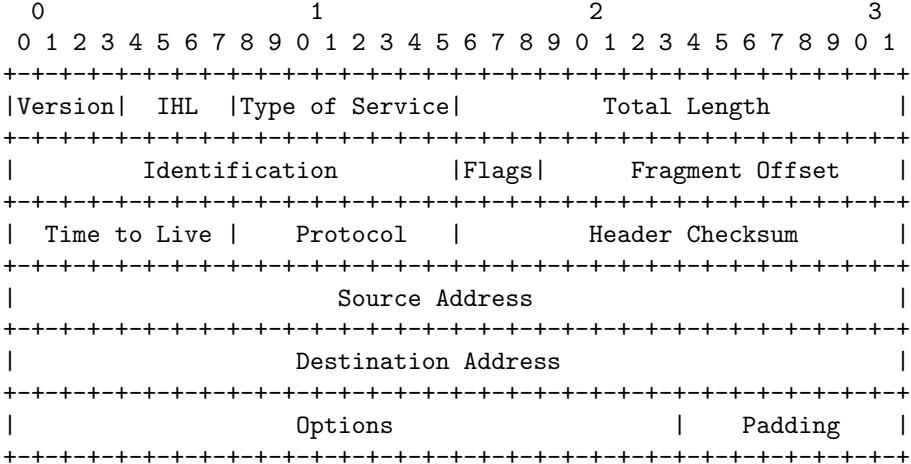 0                   1                   2                   3
 0 1 2 3 4 5 6 7 8 9 0 1 2 3 4 5 6 7 8 9 0 1 2 3 4 5 6 7 8 9 0 1
+-+-+-+-+-+-+-+-+-+-+-+-+-+-+-+-+-+-+-+-+-+-+-+-+-+-+-+-+-+-+-+-+
|Version|  IHL  |Type of Service|          Total Length         |
+-+-+-+-+-+-+-+-+-+-+-+-+-+-+-+-+-+-+-+-+-+-+-+-+-+-+-+-+-+-+-+-+
|         Identification        |Flags|      Fragment Offset    |
+-+-+-+-+-+-+-+-+-+-+-+-+-+-+-+-+-+-+-+-+-+-+-+-+-+-+-+-+-+-+-+-+
|  Time to Live |    Protocol   |         Header Checksum       |
+-+-+-+-+-+-+-+-+-+-+-+-+-+-+-+-+-+-+-+-+-+-+-+-+-+-+-+-+-+-+-+-+
|                       Source Address                          |
+-+-+-+-+-+-+-+-+-+-+-+-+-+-+-+-+-+-+-+-+-+-+-+-+-+-+-+-+-+-+-+-+
|                    Destination Address                        |
+-+-+-+-+-+-+-+-+-+-+-+-+-+-+-+-+-+-+-+-+-+-+-+-+-+-+-+-+-+-+-+-+
|                    Options                    |    Padding    |
+-+-+-+-+-+-+-+-+-+-+-+-+-+-+-+-+-+-+-+-+-+-+-+-+-+-+-+-+-+-+-+-+